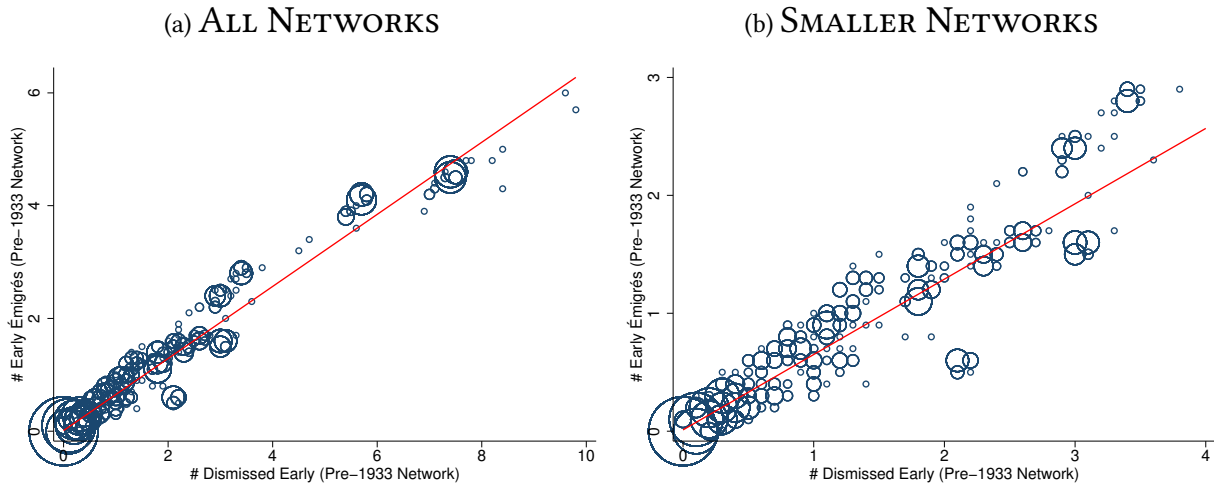 (a) ALL NETWORKS
# Early Émigrés (Pre−1933 Network)
6
4
2
0
0 2 4 6 8 10
# Dismissed Early (Pre−1933 Network)
(b) SMALLER NETWORKS
# Early Émigrés (Pre−1933 Network)
3
2
1
0
0 1 2 3 4
# Dismissed Early (Pre−1933 Network)